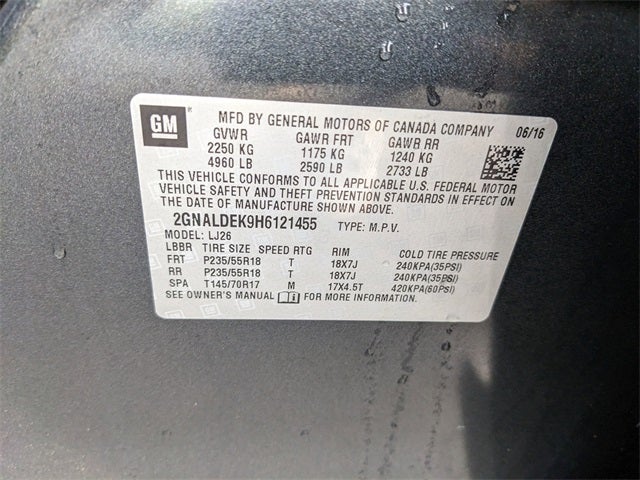 GM ® MFD BY GENERAL MOTORS OF CANADA COMPANY 06/16
GVWR GAWR FRT GAWR RR
2250 KG 1175 KG 1240 KG
4960 LB 2590 LB 2733 LB
THIS VEHICLE CONFORMS TO ALL APPLICABLE U.S. FEDERAL MOTOR
VEHICLE SAFETY AND THEFT PREVENTION STANDARDS IN EFFECT ON
THE DATE OF MANUFACTURE SHOWN ABOVE.
2GNALDEK9H6121455 TYPE: M.P.V.
MODEL: LJ26
LBBR TIRE SIZE SPEED RTG RIM COLD TIRE PRESSURE
FRT P235/55R18 T 18X7J 240KPA(35PSI)
RR P235/55R18 T 18X7J 240KPA(35PSI)
SPA T145/70R17 M 17X4.5T 420KPA(60PSI)
SEE OWNER'S MANUAL FOR MORE INFORMATION.